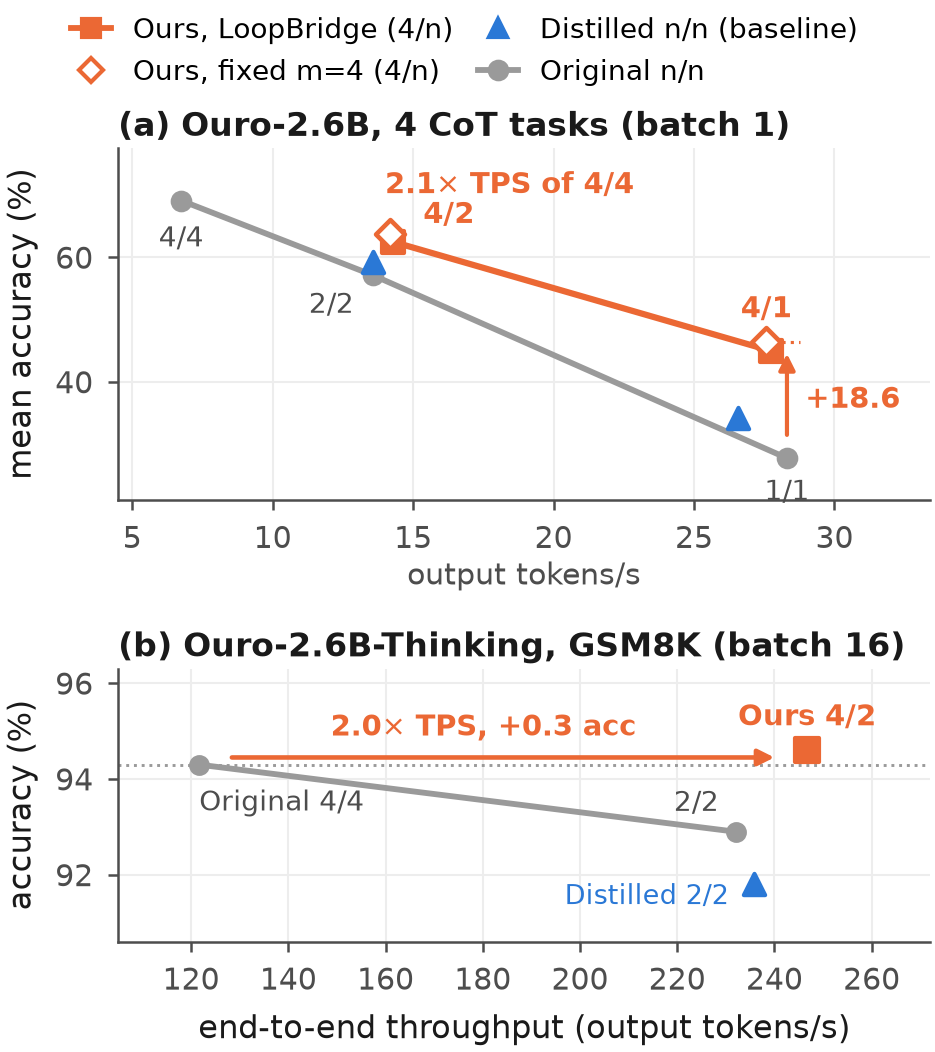 Ours, LoopBridge (4/n)
Distilled n/n (baseline)
Ours, fixed m=4 (4/n)
Original n/n
(a) Ouro-2.6B, 4 CoT tasks (batch 1)
mean accuracy (%)
60
40
2.1× TPS of 4/4
4/2
4/4
2/2
4/1
+18.6
1/1
5 10 15 20 25 30
output tokens/s
(b) Ouro-2.6B-Thinking, GSM8K (batch 16)
accuracy (%)
96
94
92
2.0× TPS, +0.3 acc
Ours 4/2
Original 4/4
2/2
Distilled 2/2
120 140 160 180 200 220 240 260
end-to-end throughput (output tokens/s)